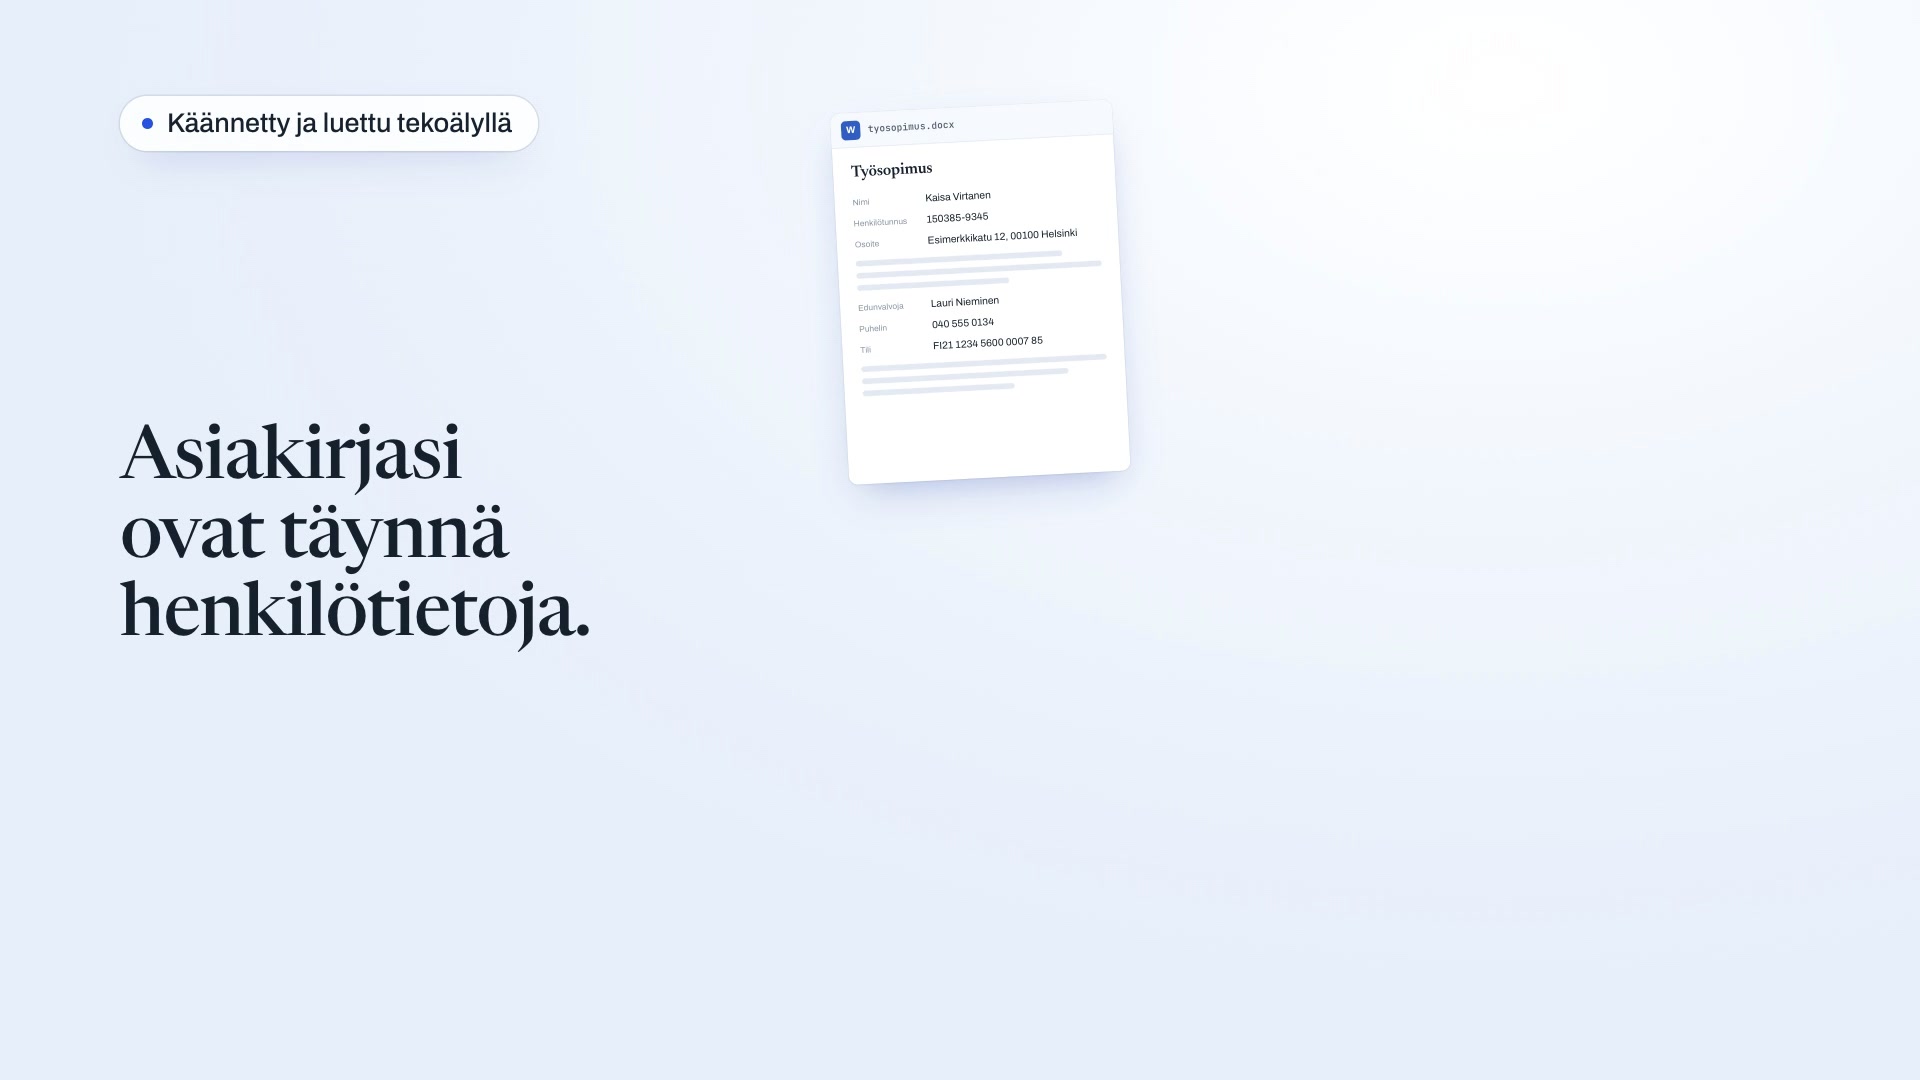 Käännetty ja luettu tekoälyllä
Asiakirjasi
ovat täynnä
henkilötietoja.
W tyosopimus.docx
Työsopimus
Nimi Kaisa Virtanen
Henkilötunnus 150385-9345
Osoite Esimerkkikatu 12, 00100 Helsinki
Edunvalvoja Lauri Nieminen
Puhelin 040 555 0134
Tili FI21 1234 5600 0007 85